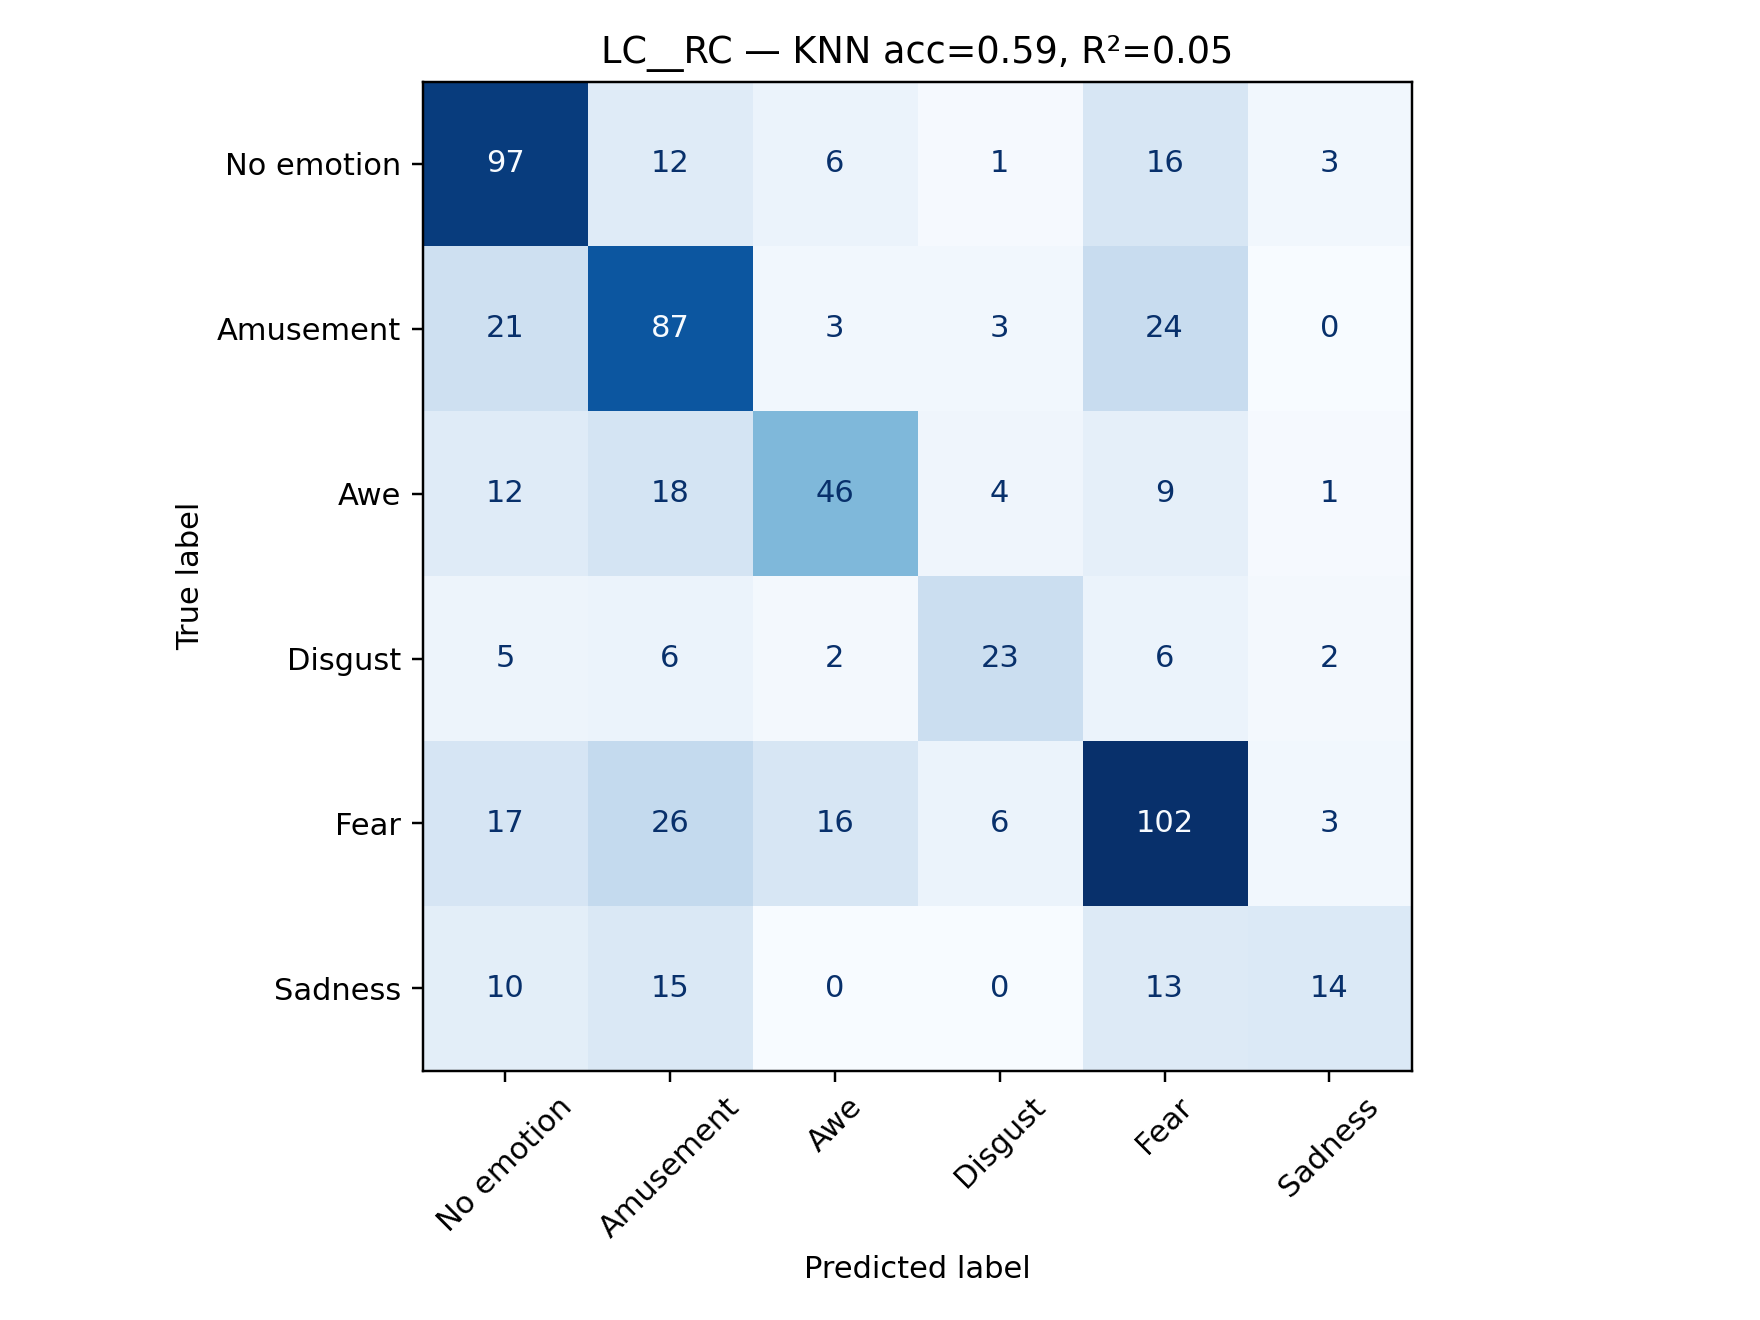 LC__RC — KNN acc=0.59, R²=0.05
No emotion 97 12 6 1 16 3
Amusement 21 87 3 3 24 0
Awe 12 18 46 4 9 1
Disgust 5 6 2 23 6 2
Fear 17 26 16 6 102 3
Sadness 10 15 0 0 13 14
True label
No emotion Amusement Awe Disgust Fear Sadness
Predicted label